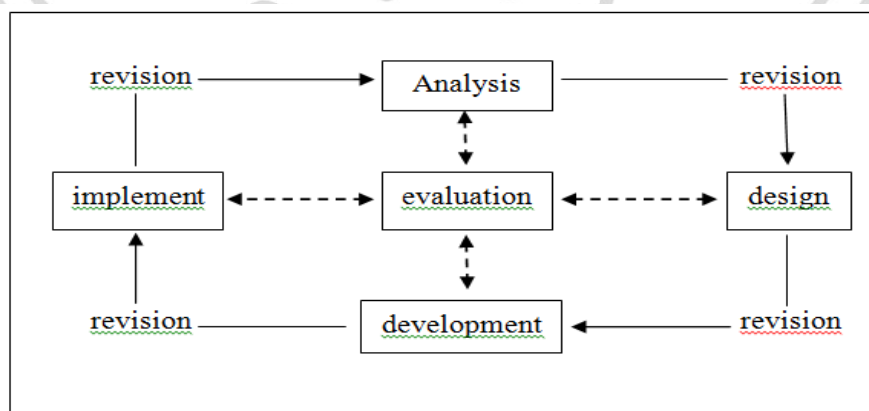 revision Analysis revision
implement evaluation design
revision development revision